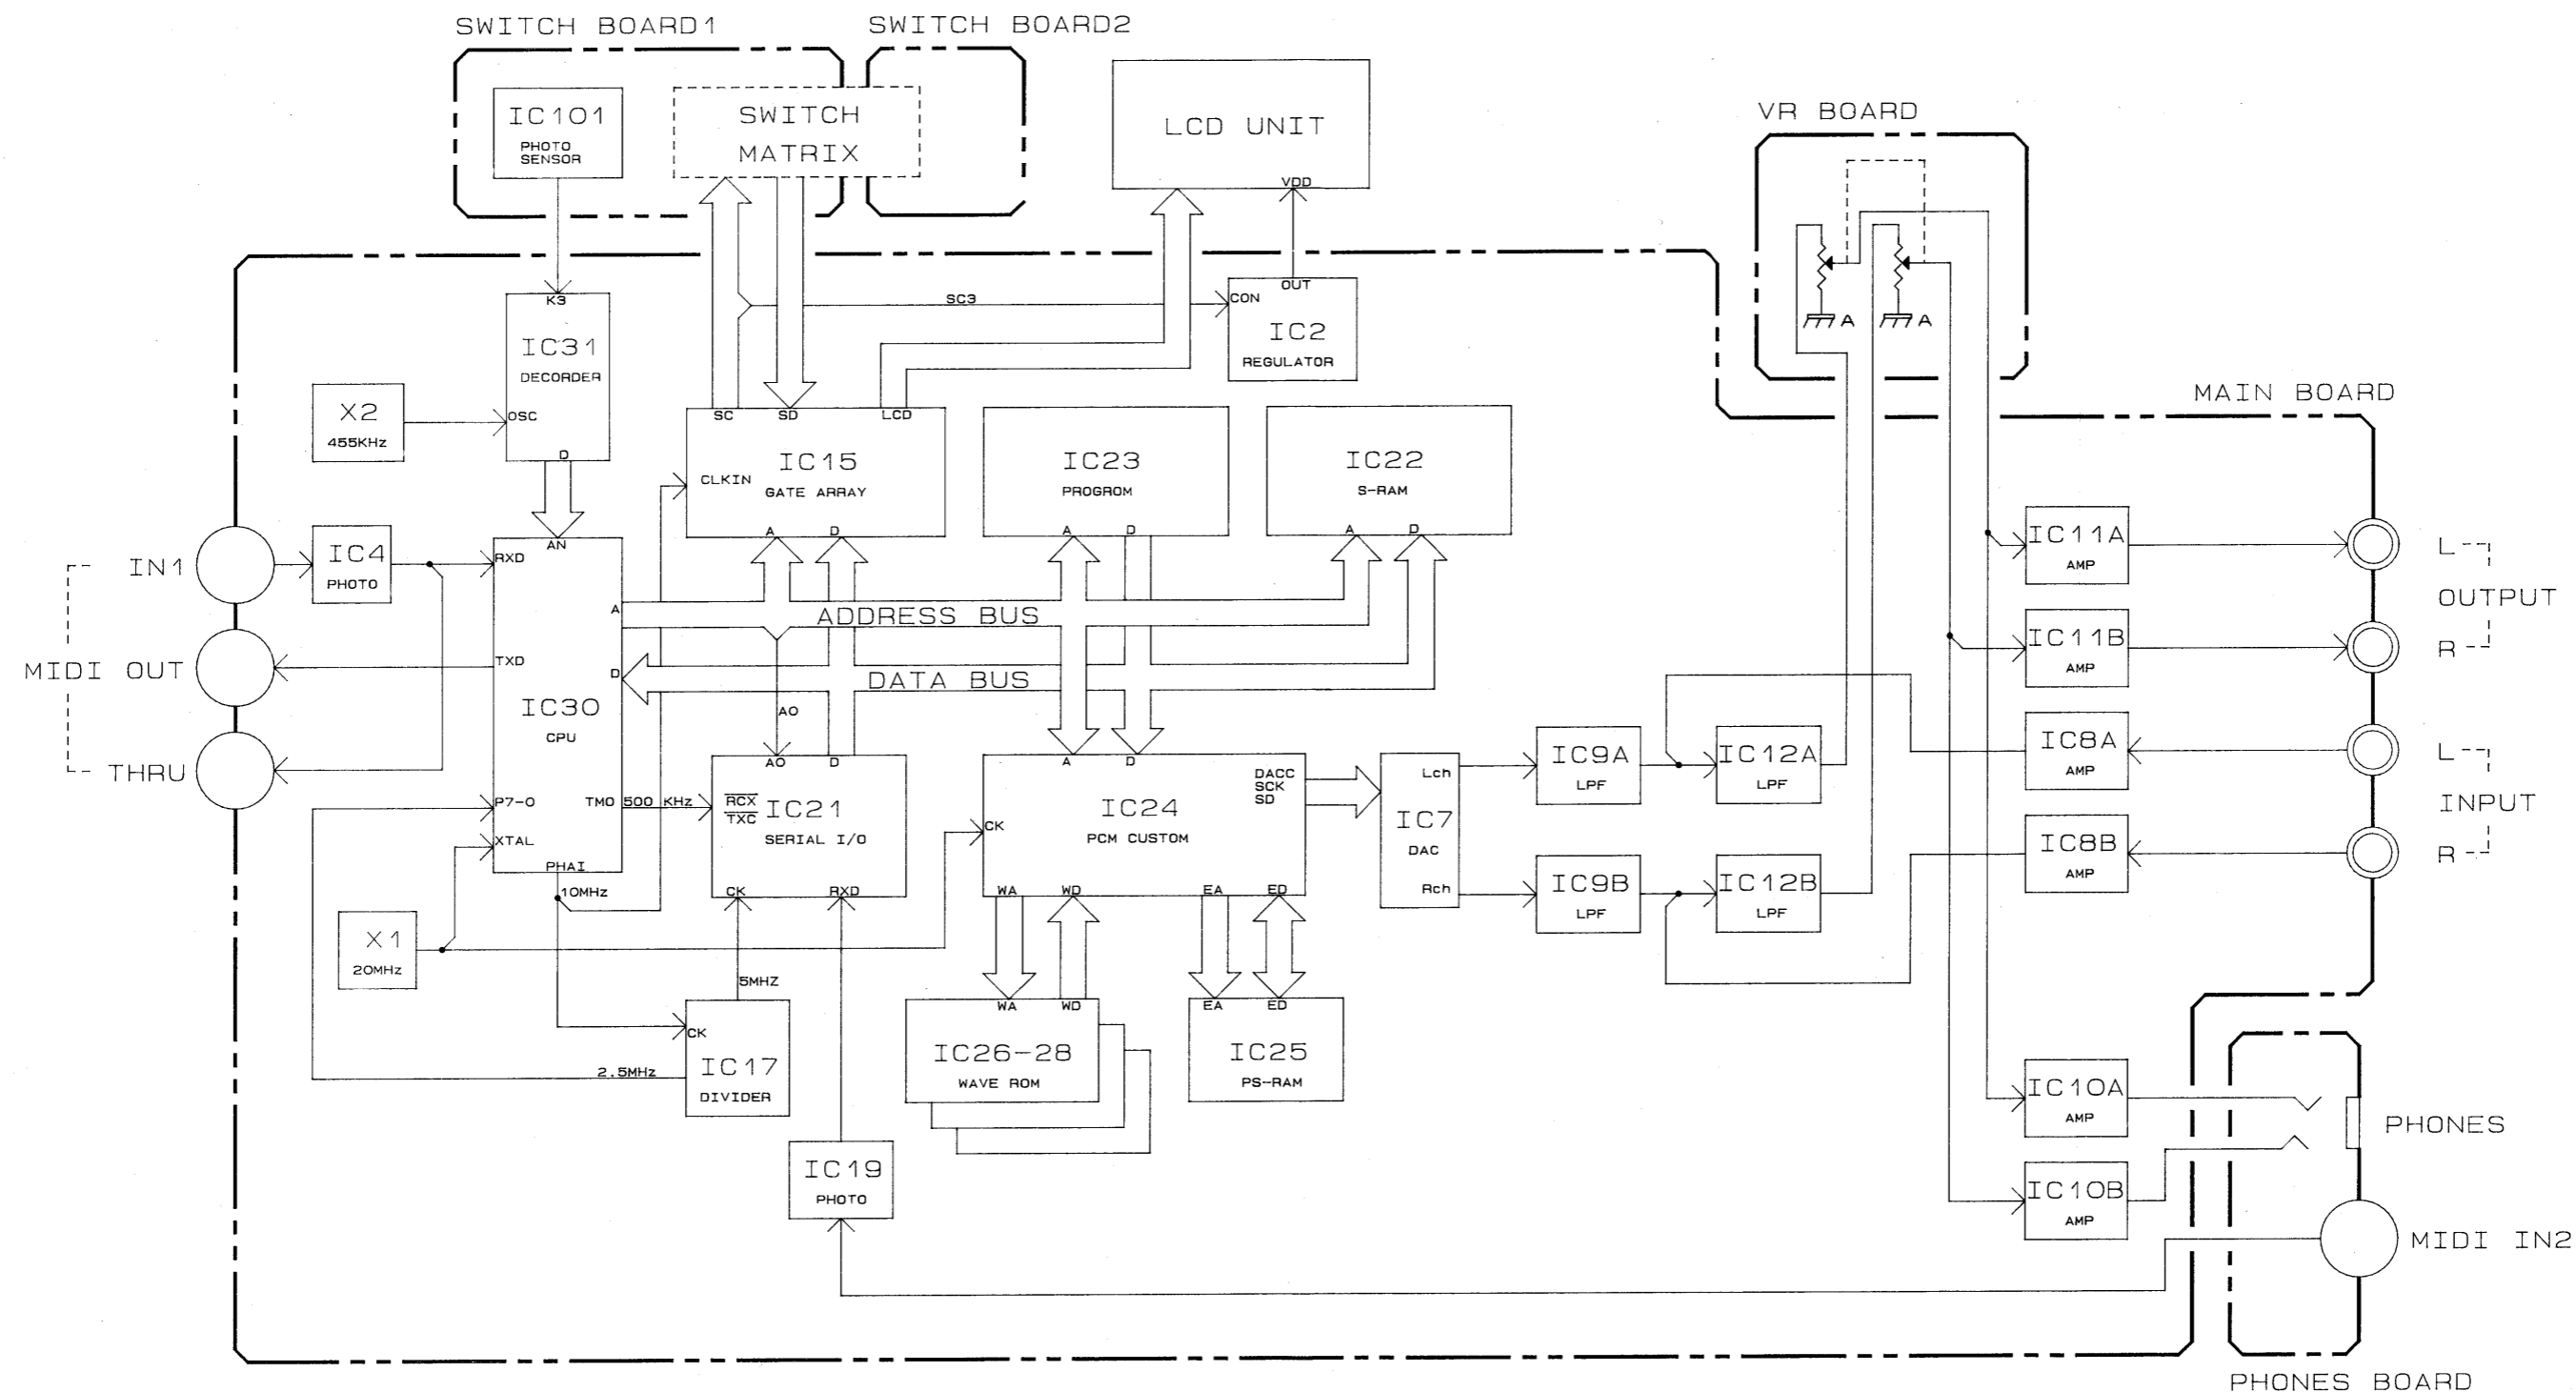 SWITCH BOARD1
SWITCH BOARD2
IC101
PHOTO
SENSOR
SWITCH
MATRIX
LCD UNIT
VDD
VR BOARD
A
A
K3
IC31
DECORDER
OSC
D
X2
455KHz
SC3
OUT
CON
IC2
REGULATOR
MAIN BOARD
SC
SD
LCD
IC15
CLKIN
GATE ARRAY
A
D
IC23
PROGROM
A
D
IC22
S-RAM
A
D
IN1
MIDI OUT
THRU
IC4
PHOTO
AN
RXD
A
TXD
D
IC30
CPU
P7-0
TMO
XTAL
PHAI
500 KHz
10MHz
ADDRESS BUS
DATA BUS
AO
AO
D
RCX
TXC
IC21
SERIAL I/O
CK
RXD
A
D
DACC
SCK
SD
IC24
PCM CUSTOM
CK
WA
WD
EA
ED
Lch
IC7
DAC
Rch
IC9A
LPF
IC12A
LPF
IC9B
LPF
IC12B
LPF
IC11A
AMP
IC11B
AMP
IC8A
AMP
IC8B
AMP
L
OUTPUT
R
L
INPUT
R
X1
20MHz
5MHZ
CK
IC17
DIVIDER
2.5MHz
WA
WD
IC26-28
WAVE ROM
EA
ED
IC25
PS-RAM
IC19
PHOTO
IC10A
AMP
IC10B
AMP
PHONES
MIDI IN2
PHONES BOARD